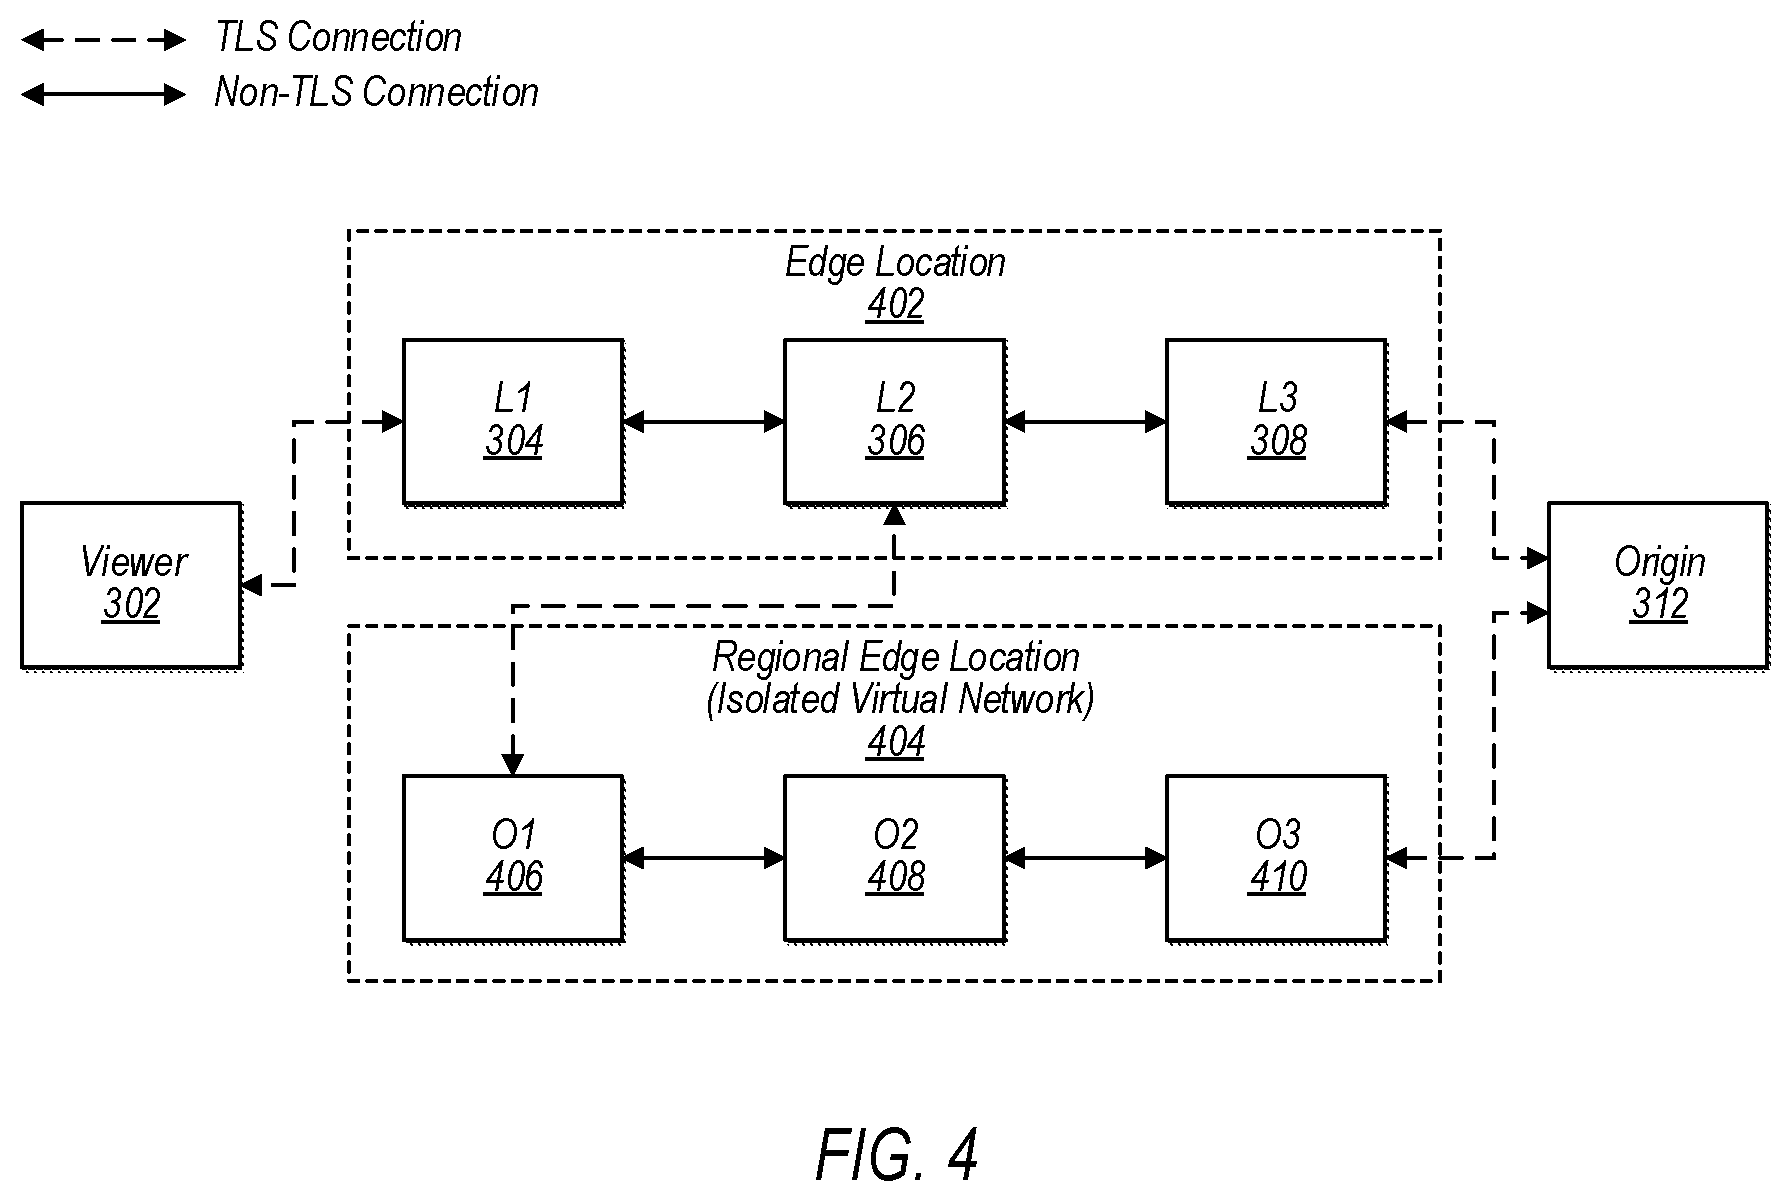 TLS Connection
Non-TLS Connection
Edge Location
402
L1
304
L2
306
L3
308
Viewer
302
Origin
312
Regional Edge Location
(Isolated Virtual Network)
404
O1
406
O2
408
O3
410
FIG. 4